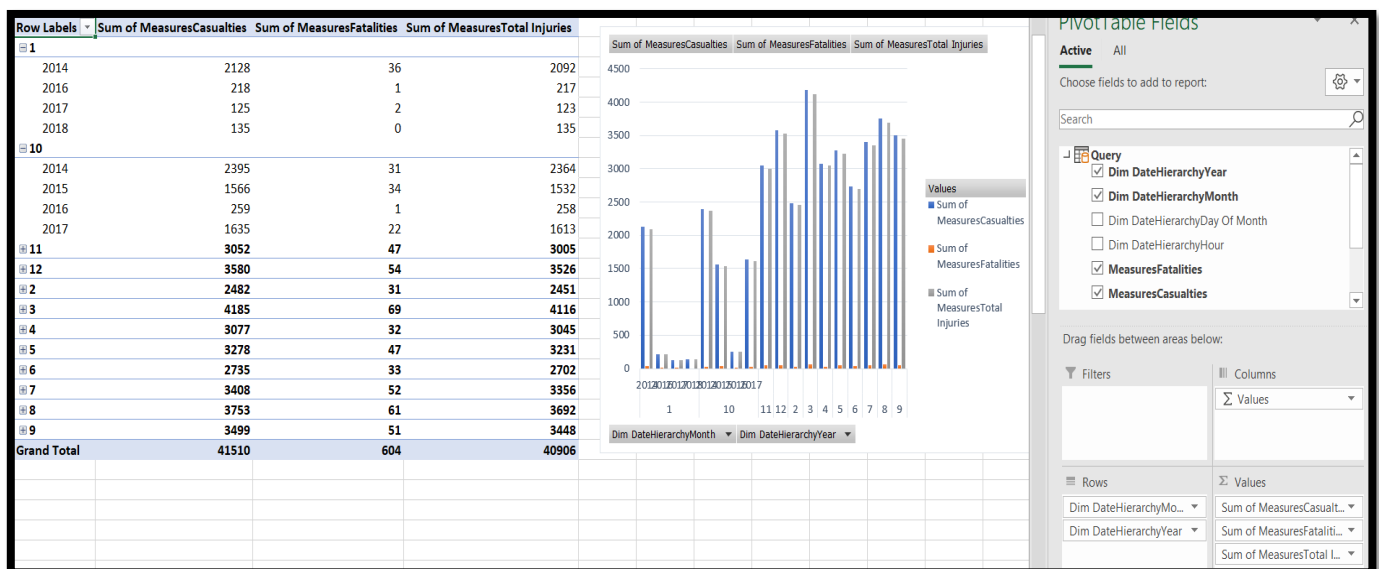 Row Labels Sum of MeasuresCasualties Sum of MeasuresFatalities Sum of MeasuresTotal Injuries
1
2014 2128 36 2092
2016 218 1 217
2017 125 2 123
2018 135 0 135
10
2014 2395 31 2364
2015 1566 34 1532
2016 259 1 258
2017 1635 22 1613
11 3052 47 3005
12 3580 54 3526
2 2482 31 2451
3 4185 69 4116
4 3077 32 3045
5 3278 47 3231
6 2735 33 2702
7 3408 52 3356
8 3753 61 3692
9 3499 51 3448
Grand Total 41510 604 40906
Sum of MeasuresCasualties Sum of MeasuresFatalities Sum of MeasuresTotal Injuries
4500
4000
3500
3000
2500
2000
1500
1000
500
0
2014 2016 2017 2018 2014 2015 2016 2017
1 10 11 12 2 3 4 5 6 7 8 9
Values
Sum of
MeasuresCasualties
Sum of
MeasuresFatalities
Sum of
MeasuresTotal
Injuries
Dim DateHierarchyMonth Dim DateHierarchyYear
PivotTable Fields
Active All
Choose fields to add to report:
Search
Query
Dim DateHierarchyYear
Dim DateHierarchyMonth
Dim DateHierarchyDay Of Month
Dim DateHierarchyHour
MeasuresFatalities
MeasuresCasualties
Drag fields between areas below:
Filters
Columns
Σ Values
Rows
Dim DateHierarchyMo...
Dim DateHierarchyYear
Σ Values
Sum of MeasuresCasualt...
Sum of MeasuresFataliti...
Sum of MeasuresTotal I...